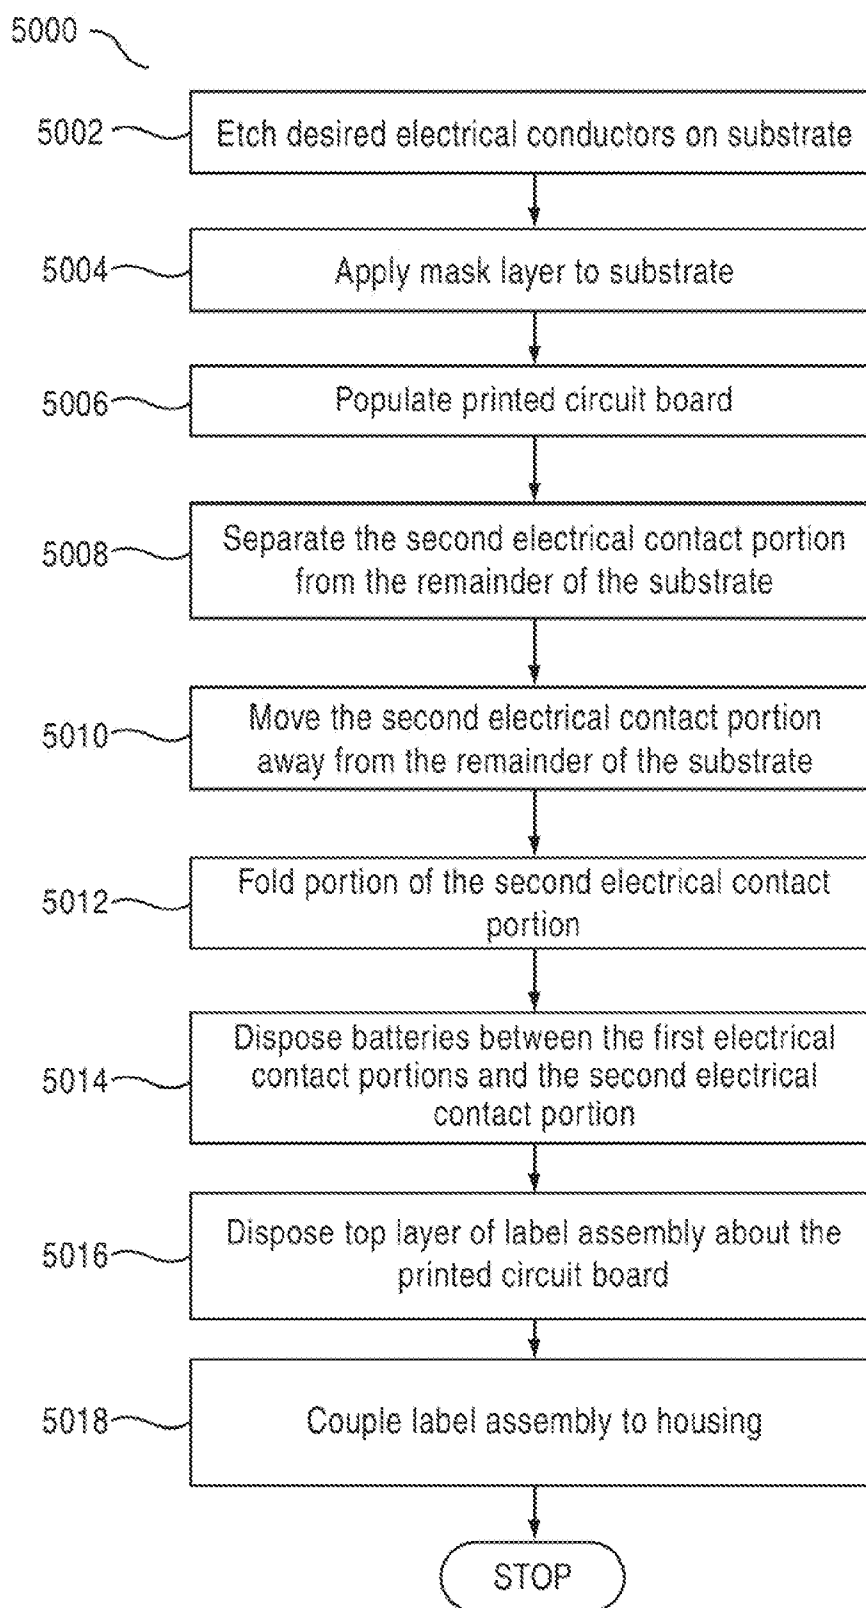 5000
5002
Etch desired electrical conductors on substrate
5004
Apply mask layer to substrate
5006
Populate printed circuit board
5008
Separate the second electrical contact portion
from the remainder of the substrate
5010
Move the second electrical contact portion
away from the remainder of the substrate
5012
Fold portion of the second electrical contact
portion
5014
Dispose batteries between the first electrical
contact portions and the second electrical
contact portion
5016
Dispose top layer of label assembly about the
printed circuit board
5018
Couple label assembly to housing
STOP